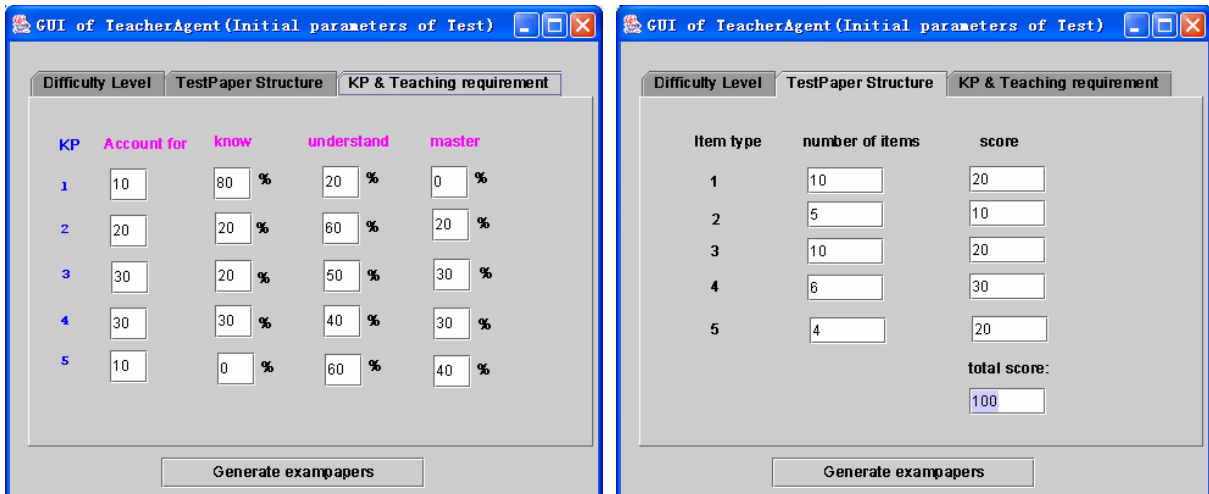 GUI of TeacherAgent(Initial parameters of Test)
Difficulty Level TestPaper Structure KP & Teaching requirement
KP Account for know understand master
1 10 80 % 20 % 0 %
2 20 20 % 60 % 20 %
3 30 20 % 50 % 30 %
4 30 30 % 40 % 30 %
5 10 0 % 60 % 40 %
Generate exampapers
GUI of TeacherAgent(Initial parameters of Test)
Difficulty Level TestPaper Structure KP & Teaching requirement
Item type number of items score
1 10 20
2 5 10
3 10 20
4 6 30
5 4 20
total score:
100
Generate exampapers